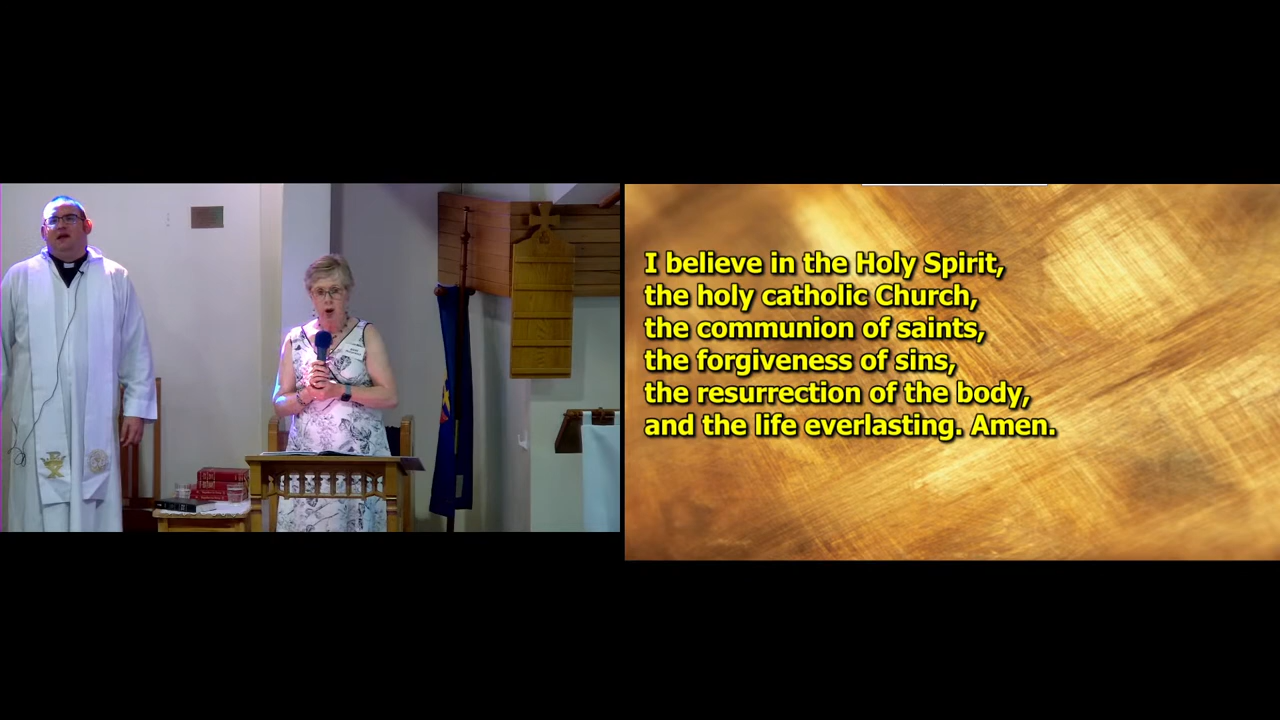 I believe in the Holy Spirit,
the holy catholic Church,
the communion of saints,
the forgiveness of sins,
the resurrection of the body,
and the life everlasting. Amen.